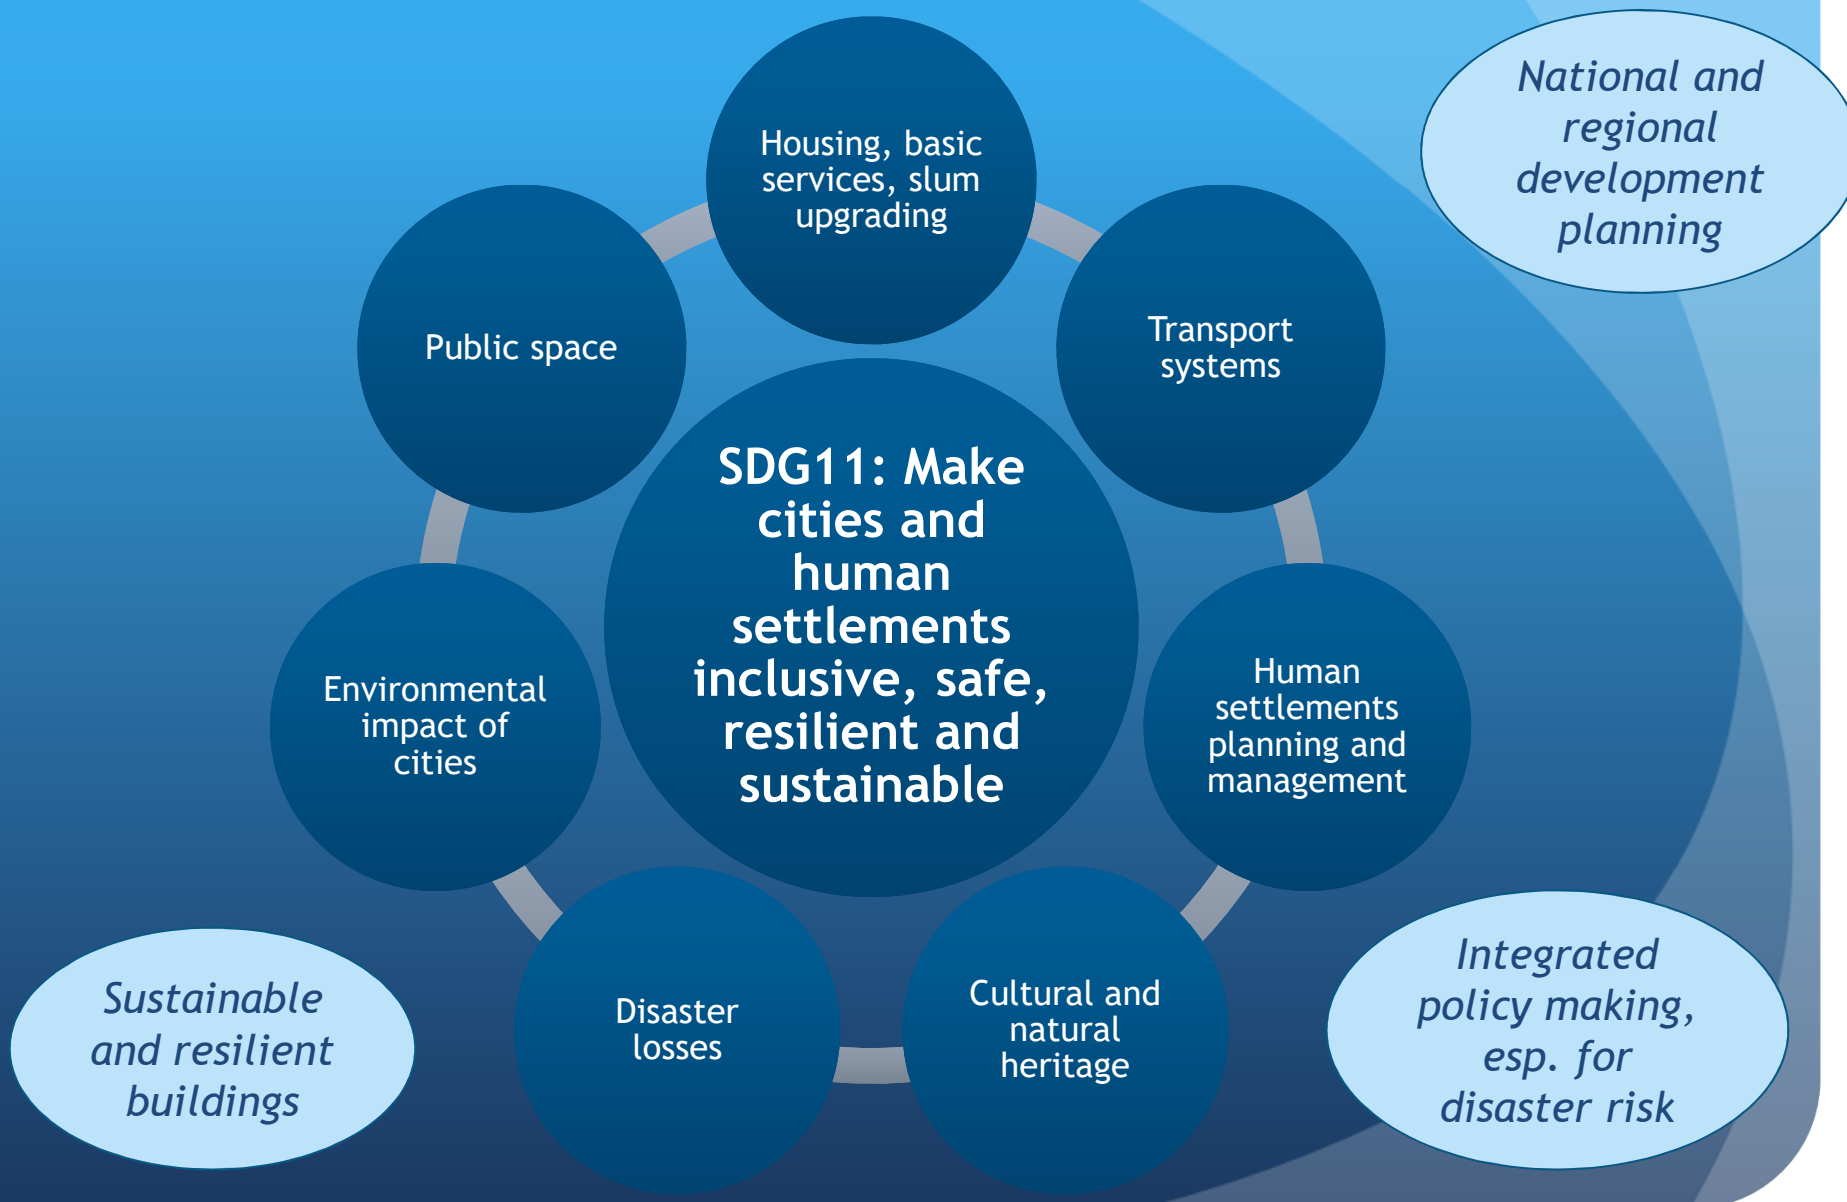 Housing, basic
services, slum
upgrading
Transport
systems
Human
settlements
planning and
management
Cultural and
natural
heritage
Disaster
losses
Environmental
impact of
cities
Public space
SDG11: Make
cities and
human
settlements
inclusive, safe,
resilient and
sustainable
National and
regional
development
planning
Integrated
policy making,
esp. for
disaster risk
Sustainable
and resilient
buildings